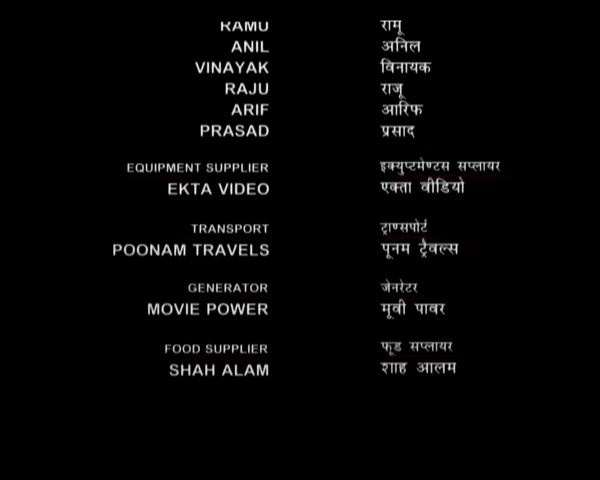 RAMU रामू
ANIL अनिल
VINAYAK विनायक
RAJU राजू
ARIF आरिफ
PRASAD प्रसाद
EQUIPMENT SUPPLIER इक्युप्टमेण्टस सप्लायर
EKTA VIDEO एक्ता वीडियो
TRANSPORT ट्राण्सपोर्ट
POONAM TRAVELS पूनम ट्रैवल्स
GENERATOR जेनरेटर
MOVIE POWER मूवी पावर
FOOD SUPPLIER फूड सप्लायर
SHAH ALAM शाह आलम